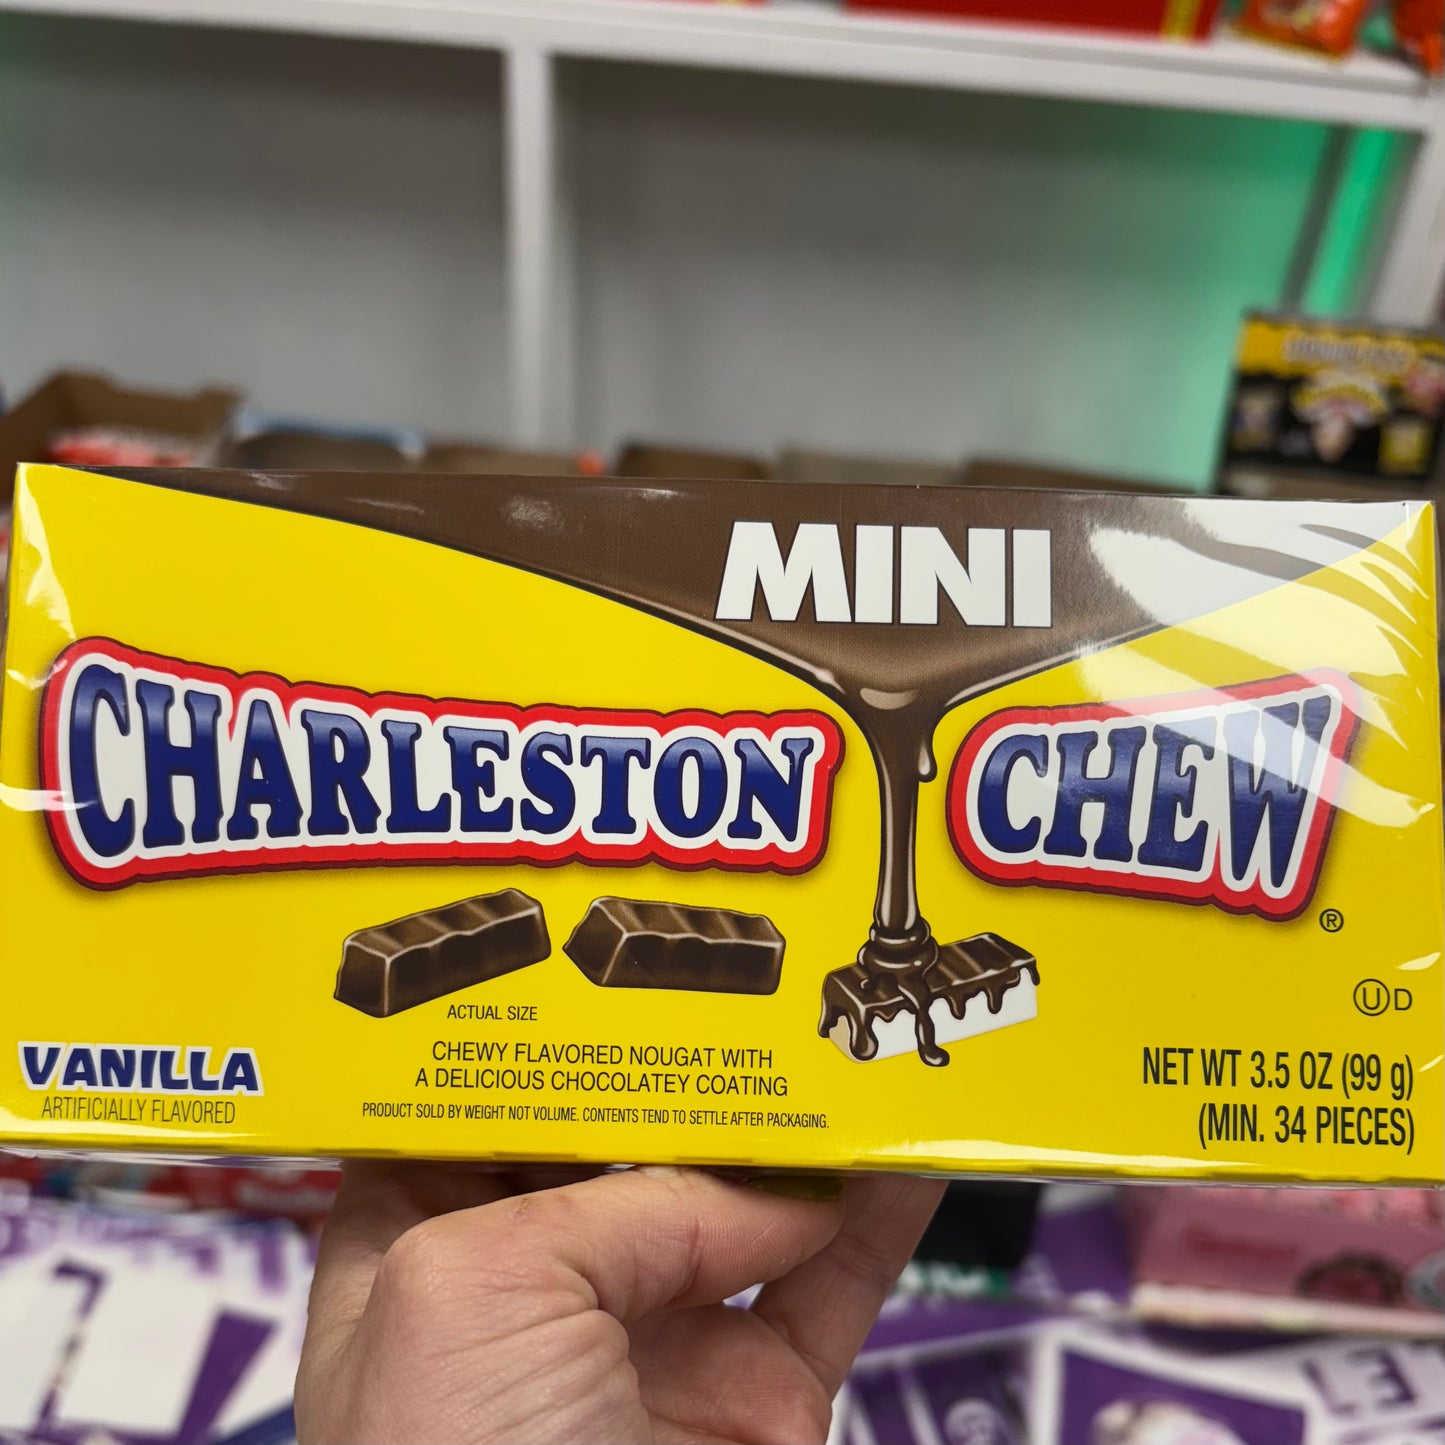 MINI
CHARLESTON CHEW
®
ACTUAL SIZE
UD
VANILLA
ARTIFICIALLY FLAVORED
CHEWY FLAVORED NOUGAT WITH
A DELICIOUS CHOCOLATEY COATING
PRODUCT SOLD BY WEIGHT NOT VOLUME. CONTENTS TEND TO SETTLE AFTER PACKAGING.
NET WT 3.5 OZ (99 g)
(MIN. 34 PIECES)